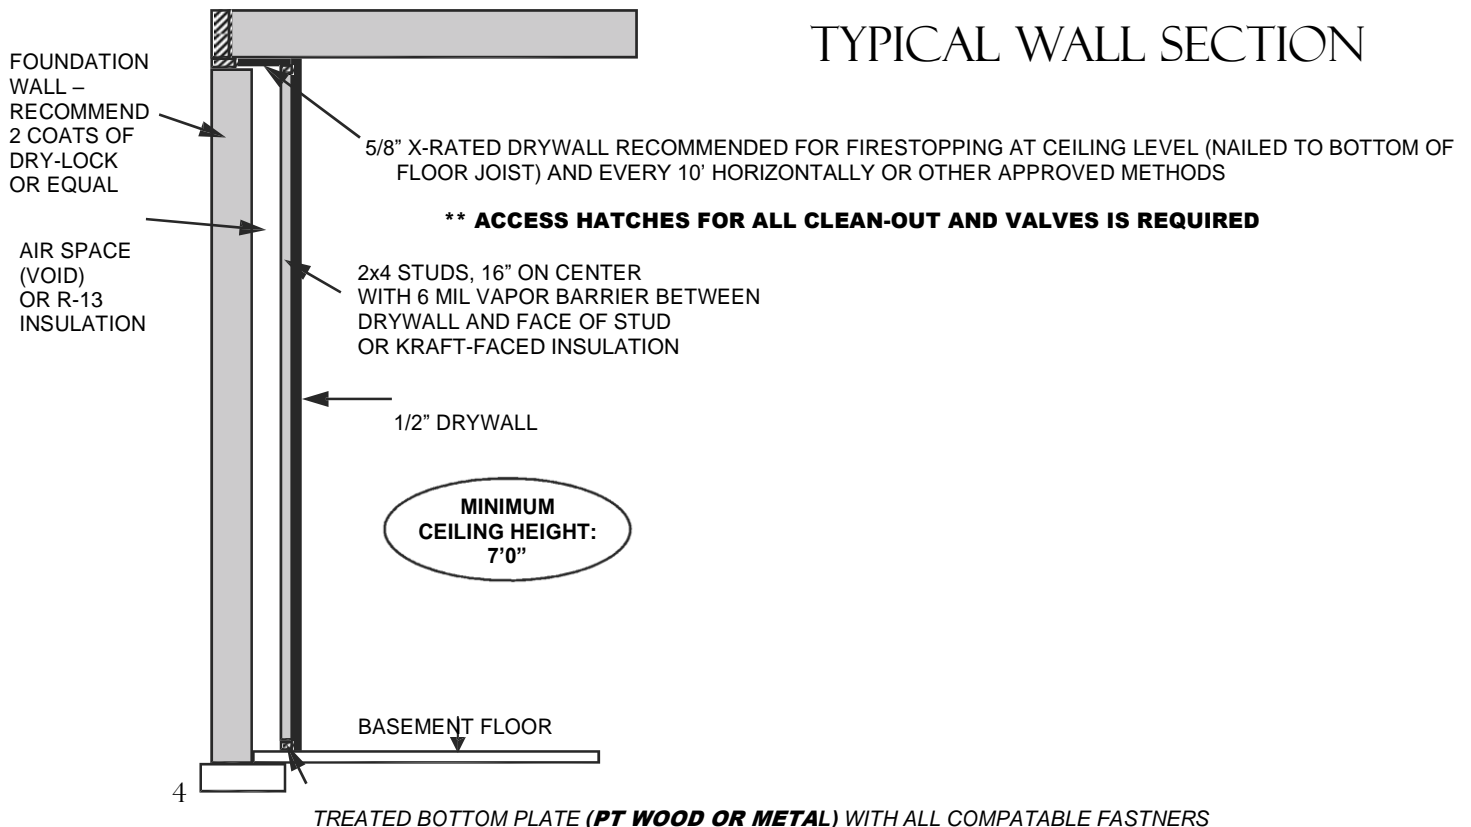 TYPICAL WALL SECTION
FOUNDATION
WALL –
RECOMMEND
2 COATS OF
DRY-LOCK
OR EQUAL
5/8” X-RATED DRYWALL RECOMMENDED FOR FIRESTOPPING AT CEILING LEVEL (NAILED TO BOTTOM OF
FLOOR JOIST) AND EVERY 10’ HORIZONTALLY OR OTHER APPROVED METHODS
** ACCESS HATCHES FOR ALL CLEAN-OUT AND VALVES IS REQUIRED
AIR SPACE
(VOID)
OR R-13
INSULATION
2x4 STUDS, 16” ON CENTER
WITH 6 MIL VAPOR BARRIER BETWEEN
DRYWALL AND FACE OF STUD
OR KRAFT-FACED INSULATION
1/2” DRYWALL
MINIMUM
CEILING HEIGHT:
7’0”
BASEMENT FLOOR
4
TREATED BOTTOM PLATE (PT WOOD OR METAL) WITH ALL COMPATABLE FASTNERS